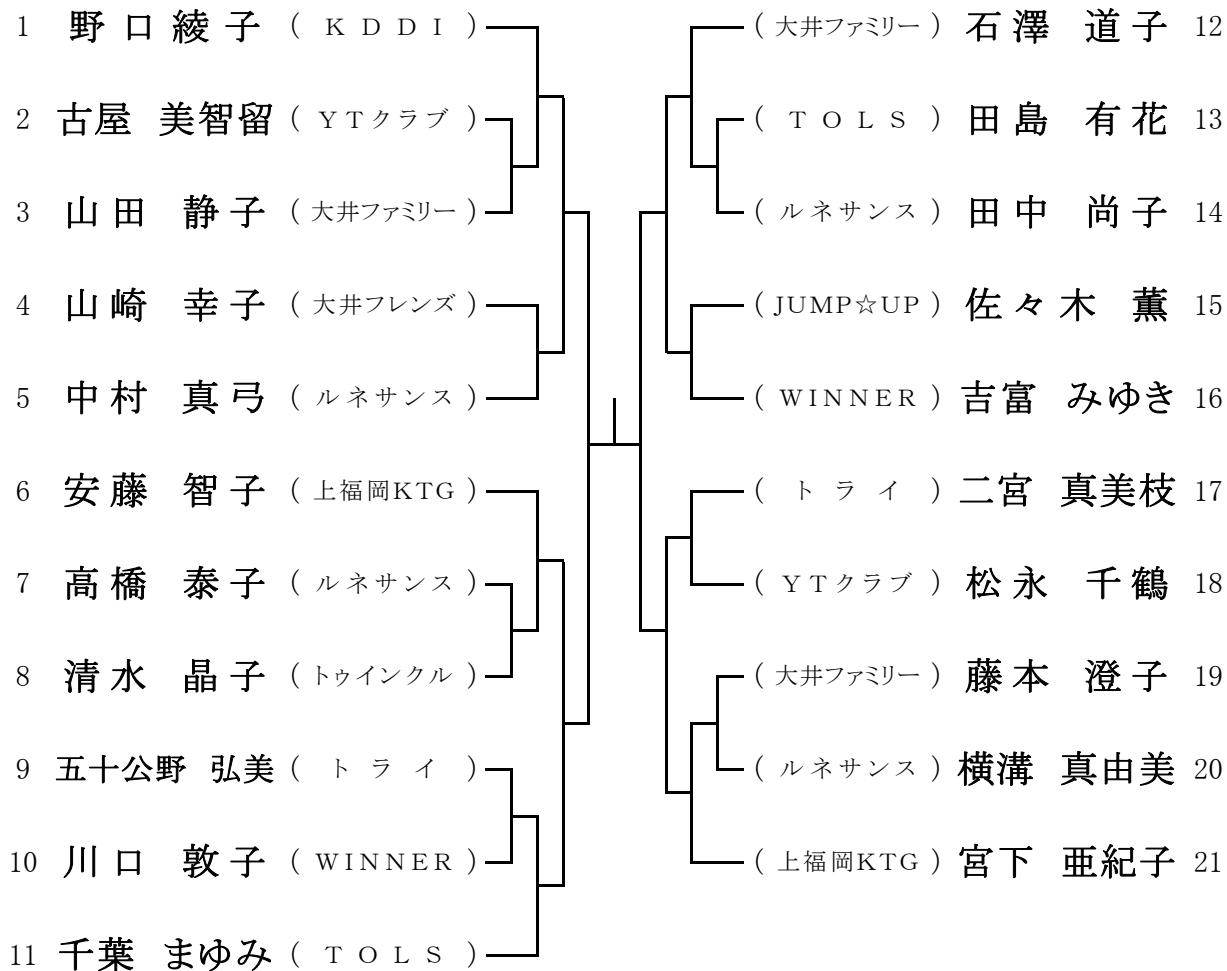 1 野口綾子 ( KDDI )
2 古屋 美智留 ( YTクラブ )
3 山田 静子 ( 大井ファミリー )
4 山崎 幸子 ( 大井フレンズ )
5 中村 真弓 ( ルネサンス )
6 安藤 智子 ( 上福岡KTG )
7 高橋 泰子 ( ルネサンス )
8 清水 晶子 ( トゥインクル )
9 五十公野 弘美 ( トライ )
10 川口 敦子 ( WINNER )
11 千葉 まゆみ ( TOLS )
( 大井ファミリー ) 石澤 道子 12
( TOLS ) 田島 有花 13
( ルネサンス ) 田中 尚子 14
( JUMP☆UP ) 佐々木 薫 15
( WINNER ) 吉富 みゆき 16
( トライ ) 二宮 真美枝 17
( YTクラブ ) 松永 千鶴 18
( 大井ファミリー ) 藤本 澄子 19
( ルネサンス ) 横溝 真由美 20
( 上福岡KTG ) 宮下 亜紀子 21